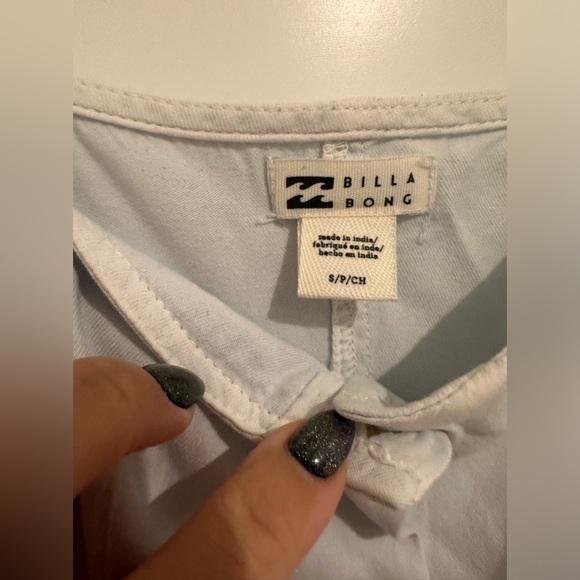 BILLA
BONG
made in india/
fabriqué en inde/
hecho en india
S/P/CH